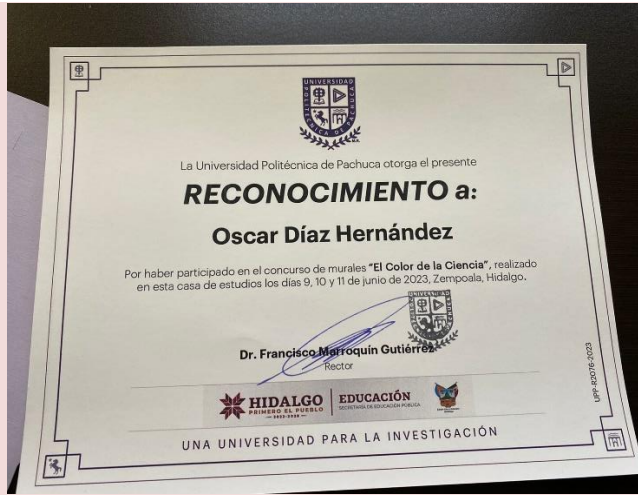 UNIVERSIDAD
POLITÉCNICA DE PACHUCA
La Universidad Politécnica de Pachuca otorga el presente
RECONOCIMIENTO a:
Oscar Díaz Hernández
Por haber participado en el concurso de murales "El Color de la Ciencia", realizado
en esta casa de estudios los días 9, 10 y 11 de junio de 2023, Zempoala, Hidalgo.
UNIVERSIDAD
Dr. Francisco Marroquín Gutiérrez
Rector
HIDALGO
PRIMERO EL PUEBLO
2022-2028
EDUCACIÓN
SECRETARÍA DE EDUCACIÓN PÚBLICA
UNA UNIVERSIDAD PARA LA INVESTIGACIÓN
UPP-R2076-2023